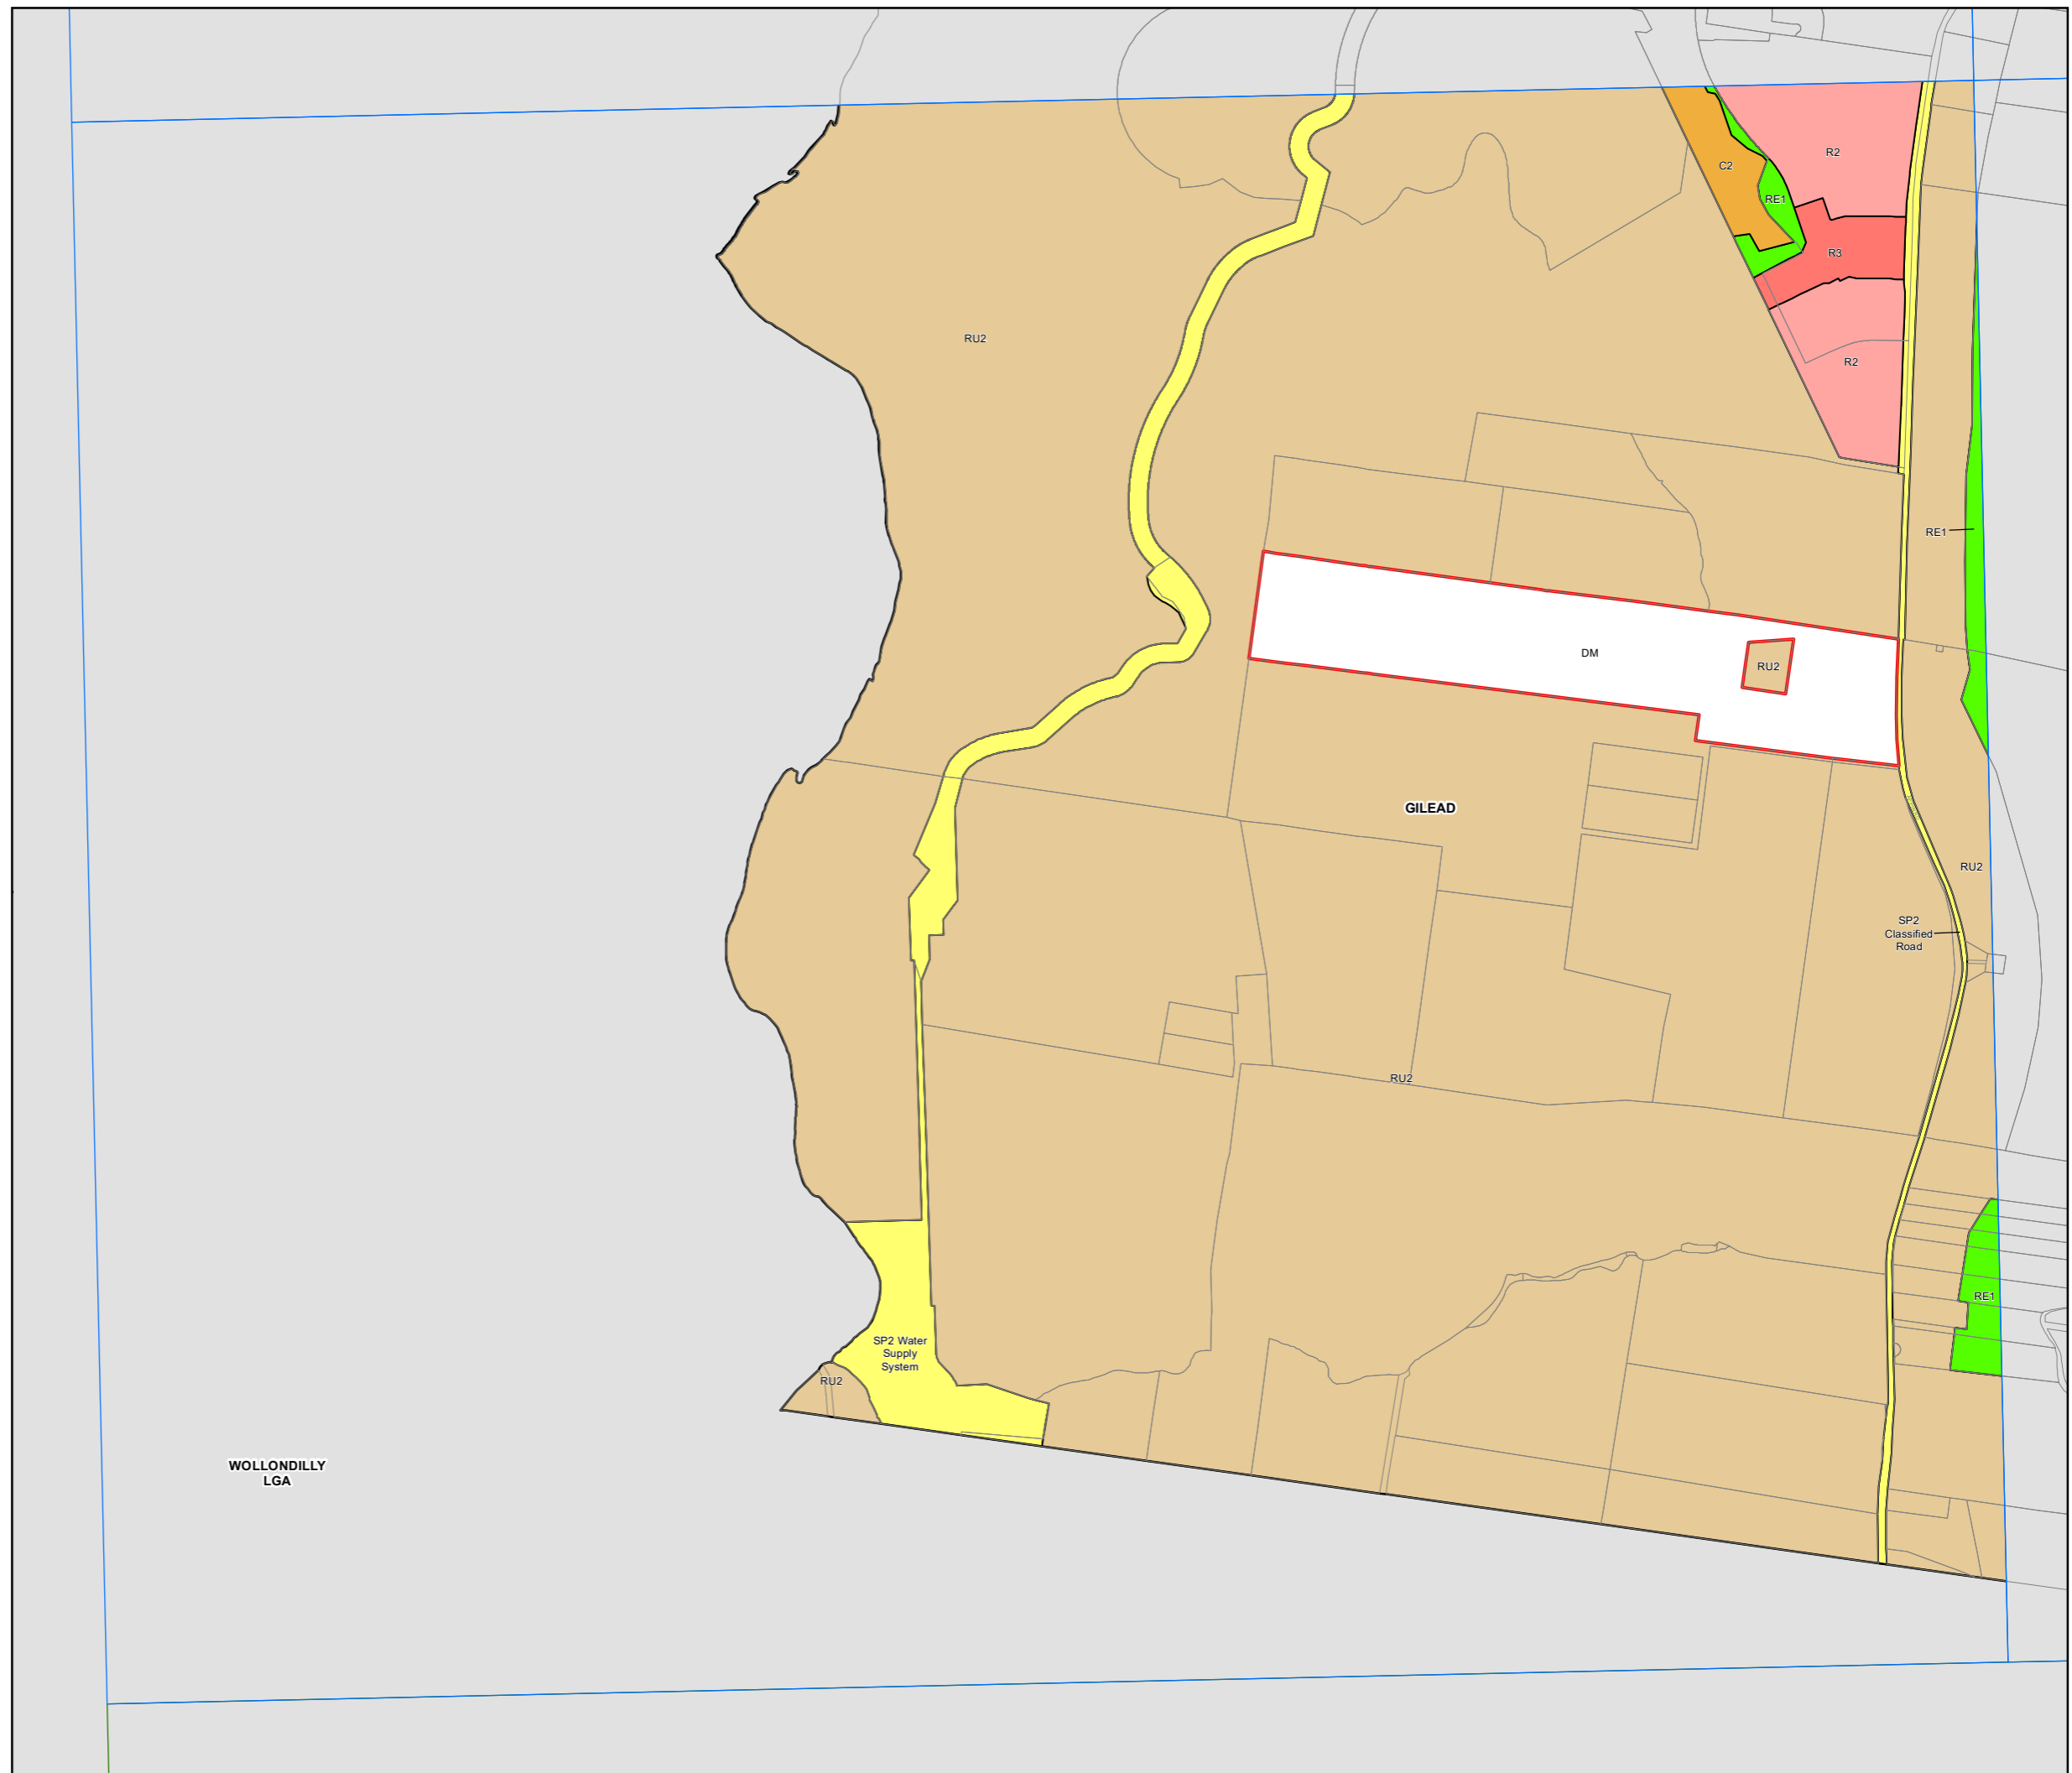 R2
C2
RE1
R3
RU2
R2
RE1
DM
RU2
GILEAD
RU2
SP2
Classified
Road
RU2
RE1
SP2 Water
Supply
System
RU2
WOLLONDILLY
LGA